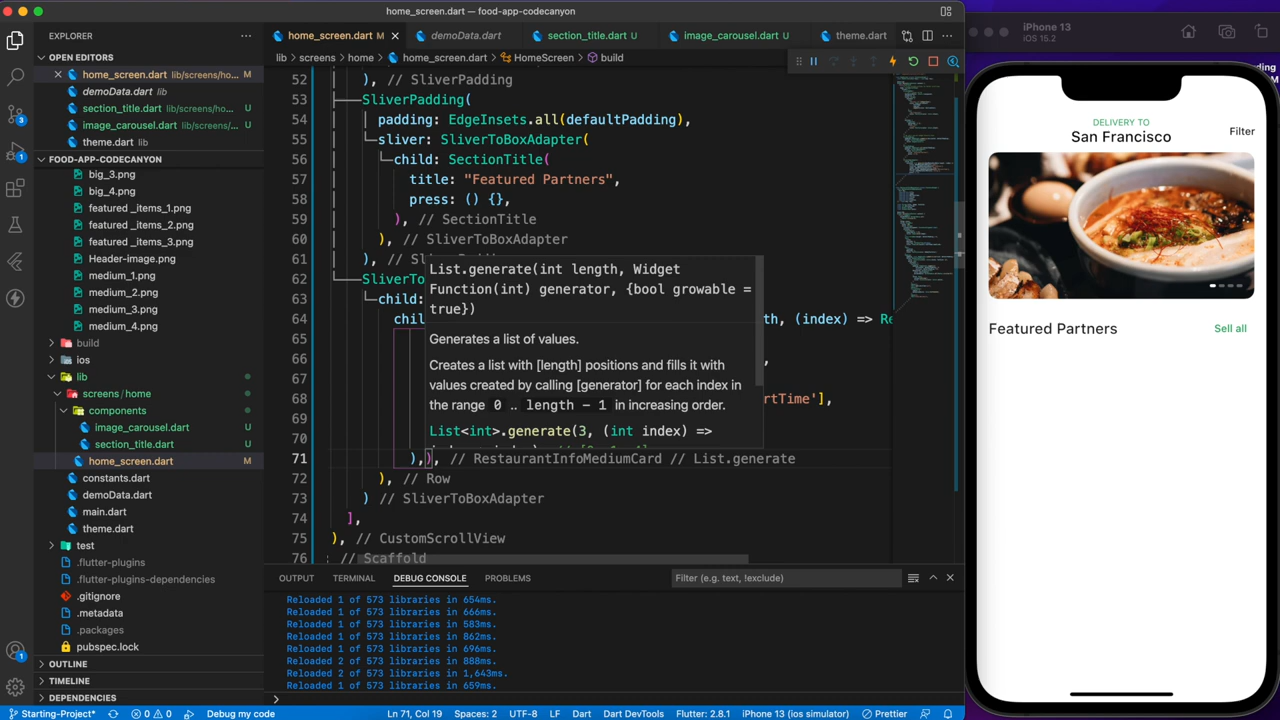 home_screen.dart — food-app-codecanyon
EXPLORER
OPEN EDITORS
home_screen.dart lib/screens/ho... M
demoData.dart lib
section_title.dart lib/screens/ho... U
image_carousel.dart lib/screens/... U
theme.dart lib
FOOD-APP-CODECANYON
big_3.png
big_4.png
featured _items_1.png
featured _items_2.png
featured _items_3.png
Header-image.png
medium_1.png
medium_2.png
medium_3.png
medium_4.png
build
ios
lib
screens / home
components
image_carousel.dart U
section_title.dart U
home_screen.dart M
constants.dart
demoData.dart
main.dart
theme.dart
test
.flutter-plugins
.flutter-plugins-dependencies
.gitignore
.metadata
.packages
pubspec.lock
OUTLINE
TIMELINE
DEPENDENCIES
3
1
1
home_screen.dart M
demoData.dart
section_title.dart U
image_carousel.dart U
theme.dart
lib > screens > home > home_screen.dart > HomeScreen > build
52 ), // SliverPadding
53 SliverPadding(
54 padding: EdgeInsets.all(defaultPadding),
55 sliver: SliverToBoxAdapter(
56 child: SectionTitle(
57 title: "Featured Partners",
58 press: () {},
59 ), // SectionTitle
60 ), // SliverToBoxAdapter
61 ), //
62 SliverTo
63 child:
64 chil th, (index) => Re
65
66 ,
67
68 rtTime'],
69
70
71 ),), // RestaurantInfoMediumCard // List.generate
72 ), // Row
73 ) // SliverToBoxAdapter
74 ],
75 ), // CustomScrollView
76 // Scaffold
List.generate(int length, Widget
Function(int) generator, {bool growable =
true})
Generates a list of values.
Creates a list with [length] positions and fills it with
values created by calling [generator] for each index in
the range 0 .. length - 1 in increasing order.
List<int>.generate(3, (int index) =>
OUTPUT TERMINAL DEBUG CONSOLE PROBLEMS
Filter (e.g. text, !exclude)
Reloaded 1 of 573 libraries in 654ms.
Reloaded 1 of 573 libraries in 666ms.
Reloaded 1 of 573 libraries in 583ms.
Reloaded 1 of 573 libraries in 862ms.
Reloaded 1 of 573 libraries in 696ms.
Reloaded 2 of 573 libraries in 888ms.
Reloaded 2 of 573 libraries in 1,643ms.
Reloaded 1 of 573 libraries in 659ms.
Starting-Project* 0 0 Debug my code Ln 71, Col 19 Spaces: 2 UTF-8 LF Dart Dart DevTools Flutter: 2.8.1 iPhone 13 (ios simulator) Prettier
iPhone 13
iOS 15.2
DELIVERY TO
San Francisco
Filter
Featured Partners
Sell all